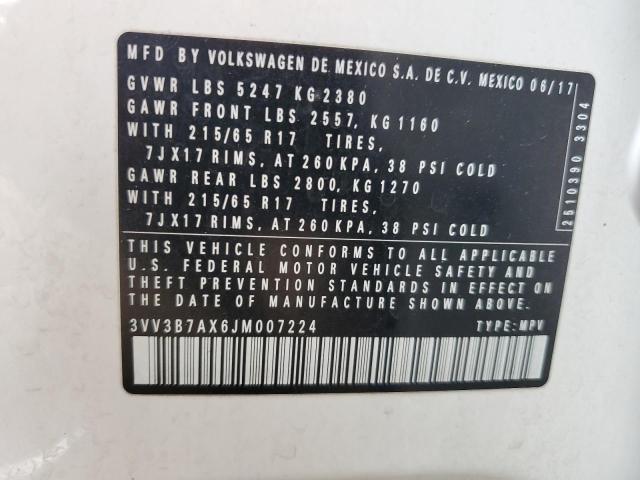 MFD BY VOLKSWAGEN DE MEXICO S.A. DE C.V. MEXICO 06/17
GVWR LBS 5247 KG 2380
GAWR FRONT LBS 2557, KG 1160
WITH 215/65 R17 TIRES,
7JX17 RIMS, AT 260 KPA, 38 PSI COLD
GAWR REAR LBS 2800, KG 1270
WITH 215/65 R17 TIRES,
7JX17 RIMS, AT 260 KPA, 38 PSI COLD
2510390 3304
THIS VEHICLE CONFORMS TO ALL APPLICABLE
U.S. FEDERAL MOTOR VEHICLE SAFETY AND
THEFT PREVENTION STANDARDS IN EFFECT ON
THE DATE OF MANUFACTURE SHOWN ABOVE.
3VV3B7AX6JM007224 TYPE: MPV